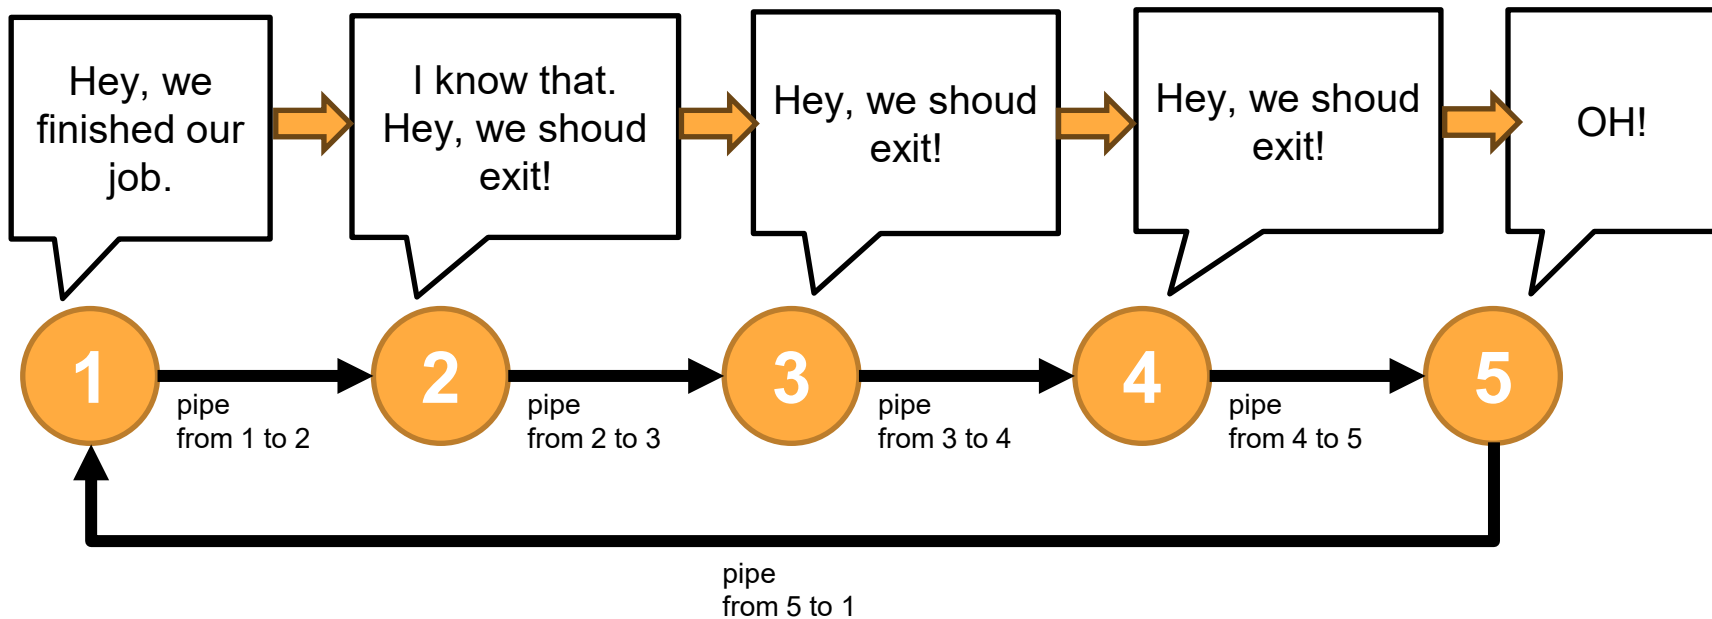 Hey, we
finished our
job.
I know that.
Hey, we shoud
exit!
Hey, we shoud
exit!
Hey, we shoud
exit!
OH!
1
2
3
4
5
pipe
from 1 to 2
pipe
from 2 to 3
pipe
from 3 to 4
pipe
from 4 to 5
pipe
from 5 to 1